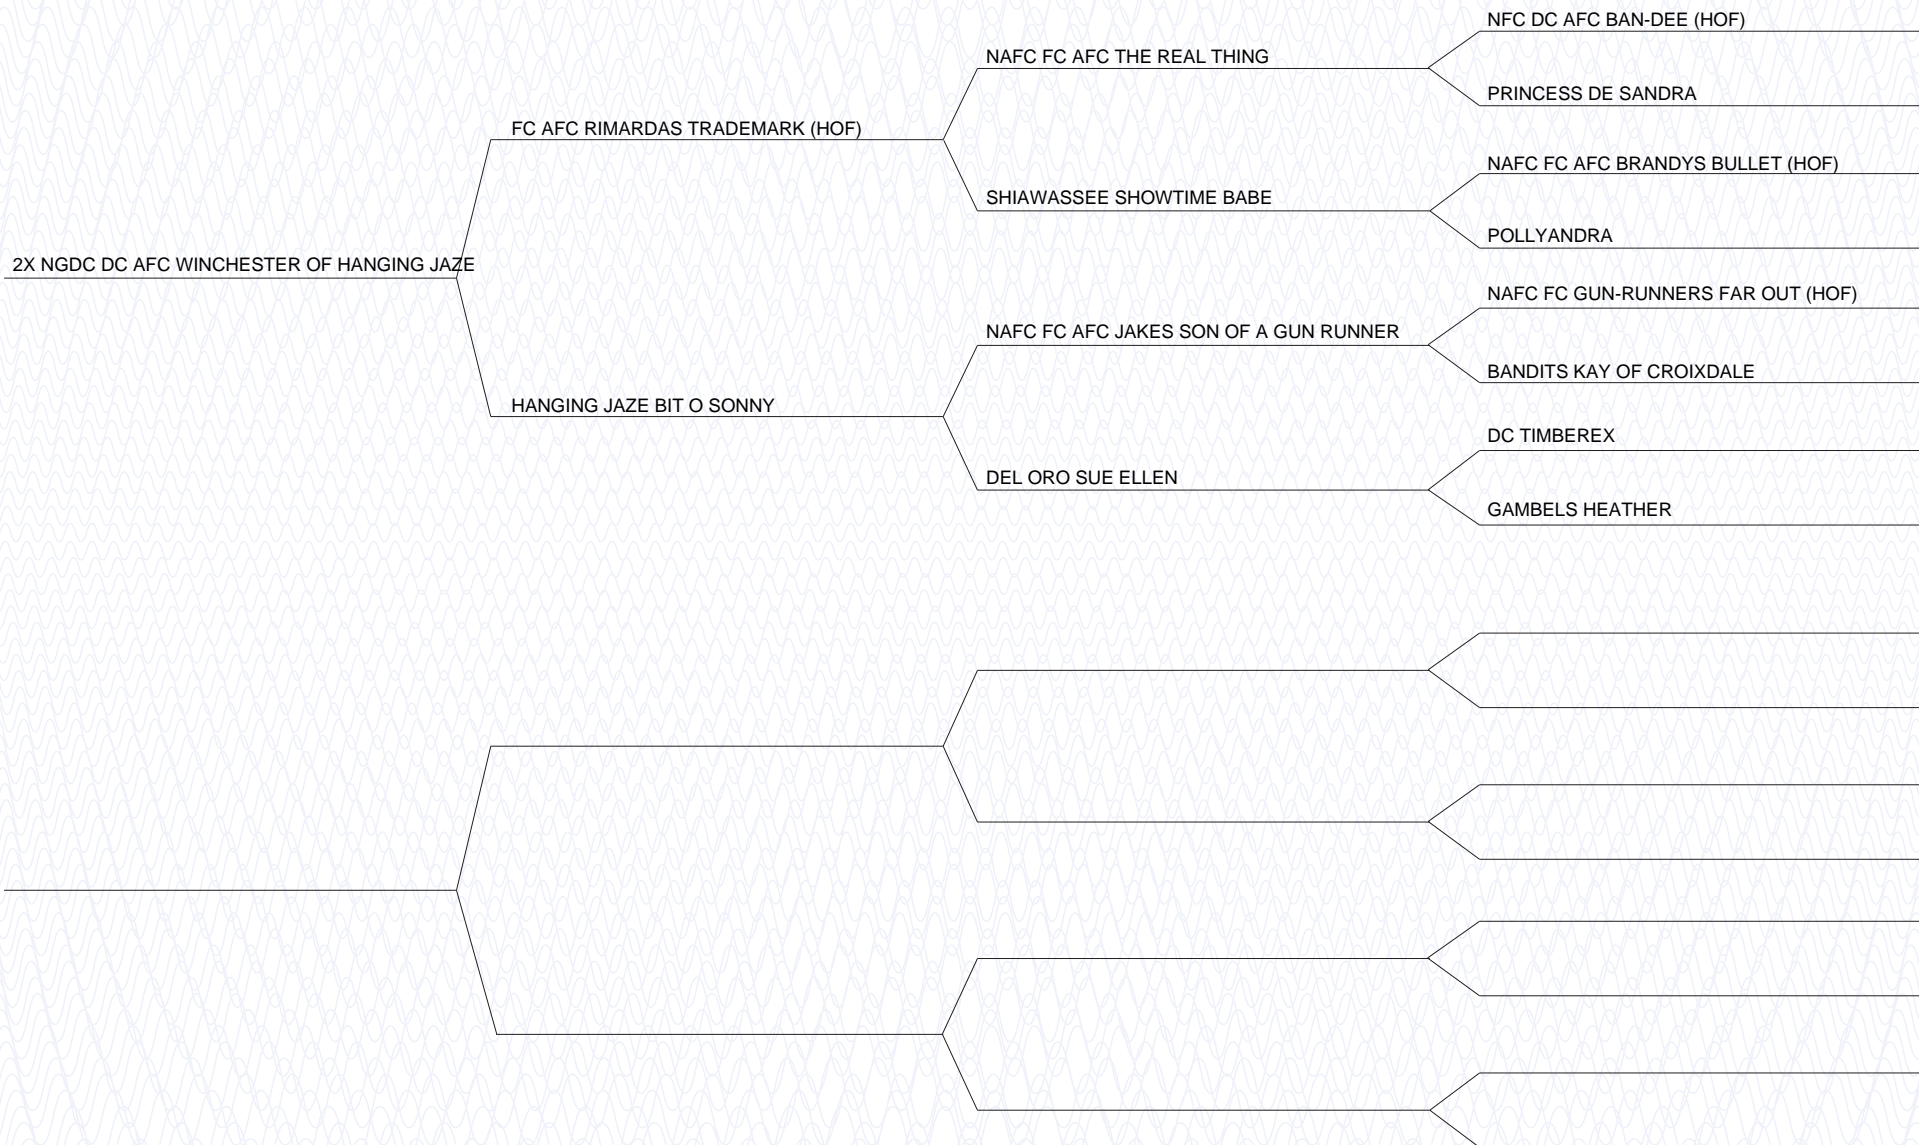 NFC DC AFC BAN-DEE (HOF)
NAFC FC AFC THE REAL THING
PRINCESS DE SANDRA
FC AFC RIMARDAS TRADEMARK (HOF)
NAFC FC AFC BRANDYS BULLET (HOF)
SHIAWASSEE SHOWTIME BABE
POLLYANDRA
2X NGDC DC AFC WINCHESTER OF HANGING JAZE
NAFC FC GUN-RUNNERS FAR OUT (HOF)
NAFC FC AFC JAKES SON OF A GUN RUNNER
BANDITS KAY OF CROIXDALE
HANGING JAZE BIT O SONNY
DC TIMBEREX
DEL ORO SUE ELLEN
GAMBELS HEATHER